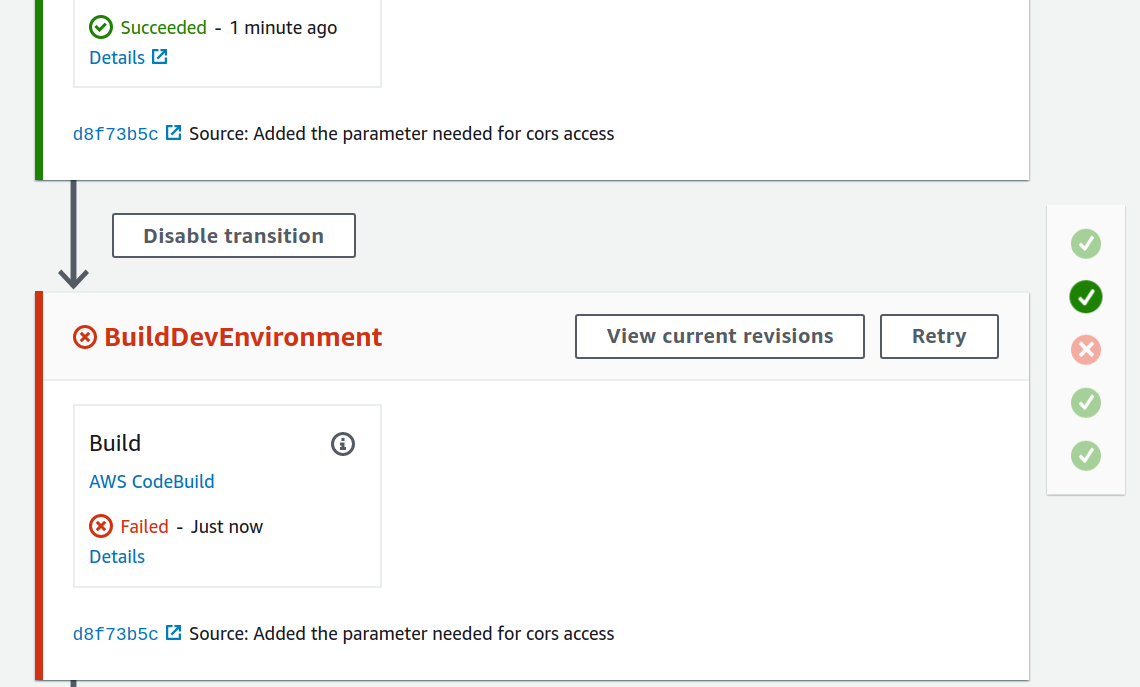 Succeeded - 1 minute ago
Details
d8f73b5c Source: Added the parameter needed for cors access
Disable transition
BuildDevEnvironment
View current revisions
Retry
Build
AWS CodeBuild
Failed - Just now
Details
d8f73b5c Source: Added the parameter needed for cors access